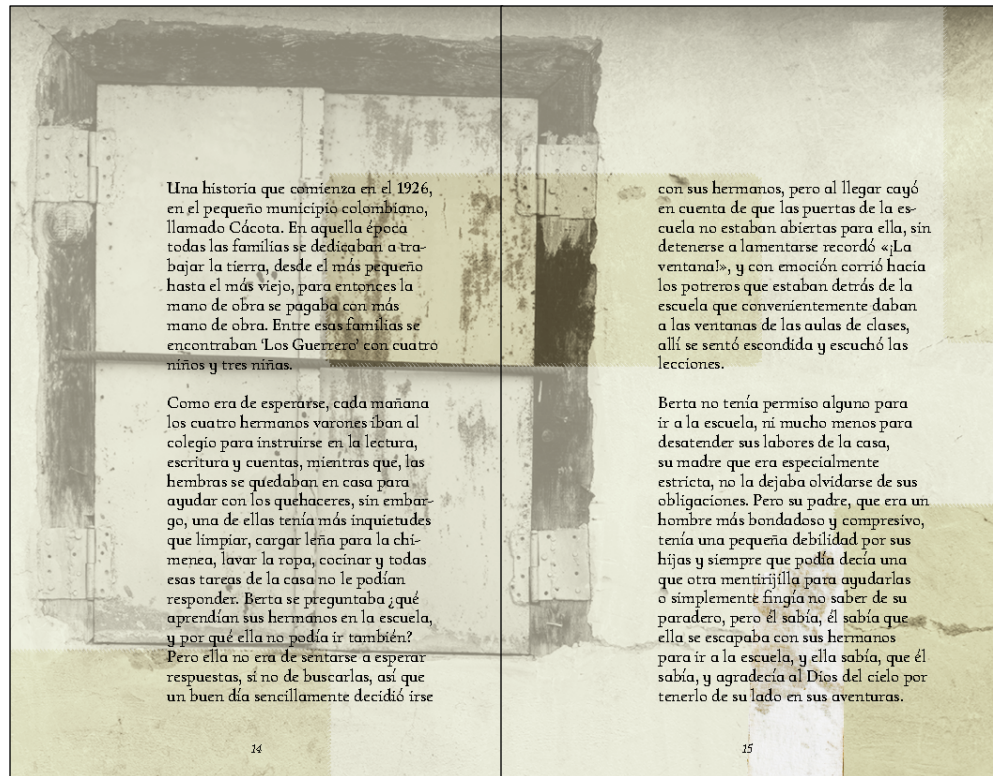 Una historia que comienza en el 1926,
en el pequeño municipio colombiano,
llamado Cácota. En aquella época
todas las familias se dedicaban a tra-
bajar la tierra, desde el más pequeño
hasta el más viejo, para entonces la
mano de obra se pagaba con más
mano de obra. Entre esas familias se
encontraban ‘Los Guerrero’ con cuatro
niños y tres niñas.
Como era de esperarse, cada mañana
los cuatro hermanos varones iban al
colegio para instruirse en la lectura,
escritura y cuentas, mientras que, las
hembras se quedaban en casa para
ayudar con los quehaceres, sin embar-
go, una de ellas tenía más inquietudes
que limpiar, cargar leña para la chi-
menea, lavar la ropa, cocinar y todas
esas tareas de la casa no le podían
responder. Berta se preguntaba ¿qué
aprendían sus hermanos en la escuela,
y por qué ella no podía ir también?
Pero ella no era de sentarse a esperar
respuestas, si no de buscarlas, así que
un buen día sencillamente decidió irse
14
con sus hermanos, pero al llegar cayó
en cuenta de que las puertas de la es-
cuela no estaban abiertas para ella, sin
detenerse a lamentarse recordó «¡La
ventana!», y con emoción corrió hacia
los potreros que estaban detrás de la
escuela que convenientemente daban
a las ventanas de las aulas de clases,
allí se sentó escondida y escuchó las
lecciones.
Berta no tenía permiso alguno para
ir a la escuela, ni mucho menos para
desatender sus labores de la casa,
su madre que era especialmente
estricta, no la dejaba olvidarse de sus
obligaciones. Pero su padre, que era un
hombre más bondadoso y compresivo,
tenía una pequeña debilidad por sus
hijas y siempre que podía decía una
que otra mentirijilla para ayudarlas
o simplemente fingía no saber de su
paradero, pero él sabía, él sabía que
ella se escapaba con sus hermanos
para ir a la escuela, y ella sabía, que él
sabía, y agradecía al Dios del cielo por
tenerlo de su lado en sus aventuras.
15